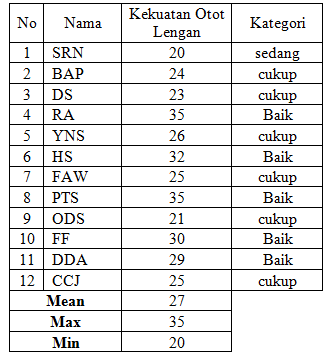 No Nama Kekuatan Otot Lengan Kategori
1 SRN 20 sedang
2 BAP 24 cukup
3 DS 23 cukup
4 RA 35 Baik
5 YNS 26 cukup
6 HS 32 Baik
7 FAW 25 cukup
8 PTS 35 Baik
9 ODS 21 cukup
10 FF 30 Baik
11 DDA 29 Baik
12 CCJ 25 cukup
Mean 27
Max 35
Min 20